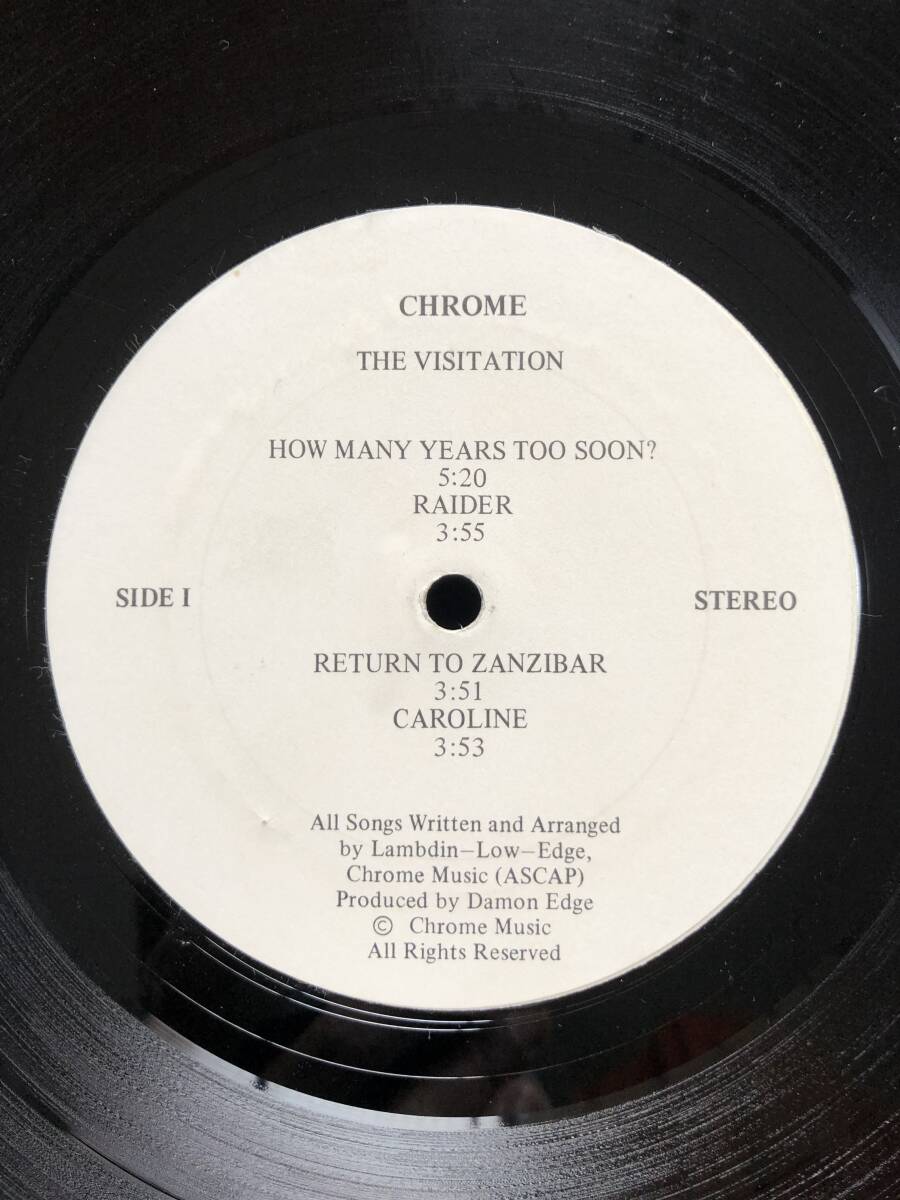 CHROME
THE VISITATION
HOW MANY YEARS TOO SOON?
5:20
RAIDER
3:55
SIDE I
STEREO
RETURN TO ZANZIBAR
3:51
CAROLINE
3:53
All Songs Written and Arranged
by Lambdin—Low—Edge,
Chrome Music (ASCAP)
Produced by Damon Edge
© Chrome Music
All Rights Reserved